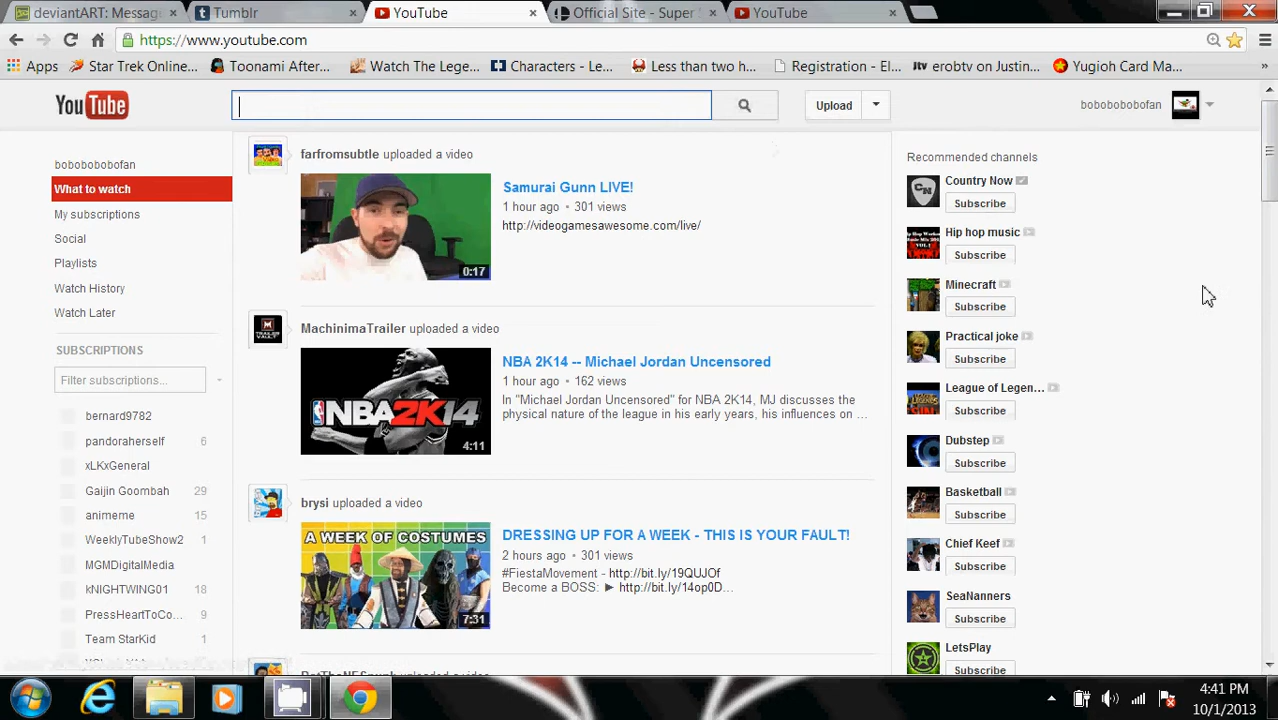 deviantART: Messag
Tumblr
YouTube
Official Site - Super S
YouTube
https://www.youtube.com
Apps
Star Trek Online...
Toonami After...
Watch The Lege...
Characters - Le...
Less than two h...
Registration - El...
jtv
erobtv on Justin...
Yugioh Card Ma...
»
YouTube
Upload
bobobobobofan
bobobobobofan
What to watch
My subscriptions
Social
Playlists
Watch History
Watch Later
SUBSCRIPTIONS
Filter subscriptions...
bernard9782
pandoraherself 6
xLKxGeneral
Gaijin Goombah 29
animeme 15
WeeklyTubeShow2
MGMDigitalMedia
kNIGHTWING01 18
PressHeartToCo... 9
Team StarKid 1
farfromsubtle uploaded a video
Samurai Gunn LIVE!
1 hour ago • 301 views
http://videogamesawesome.com/live/
0:17
MachinimaTrailer uploaded a video
NBA 2K14 -- Michael Jordan Uncensored
1 hour ago • 162 views
In "Michael Jordan Uncensored" for NBA 2K14, MJ discusses the
physical nature of the league in his early years, his influences on ...
NBA2K14
4:11
brysi uploaded a video
DRESSING UP FOR A WEEK - THIS IS YOUR FAULT!
2 hours ago • 301 views
#FiestaMovement - http://bit.ly/19QUJOf
Become a BOSS: ► http://bit.ly/14op0D...
A WEEK OF COSTUMES
7:31
Recommended channels
CN
Country Now
Subscribe
Hip hop music
Subscribe
Minecraft
Subscribe
Practical joke
Subscribe
League of Legen...
Subscribe
Dubstep
Subscribe
Basketball
Subscribe
Chief Keef
Subscribe
SeaNanners
Subscribe
LetsPlay
Subscribe
4:41 PM
10/1/2013